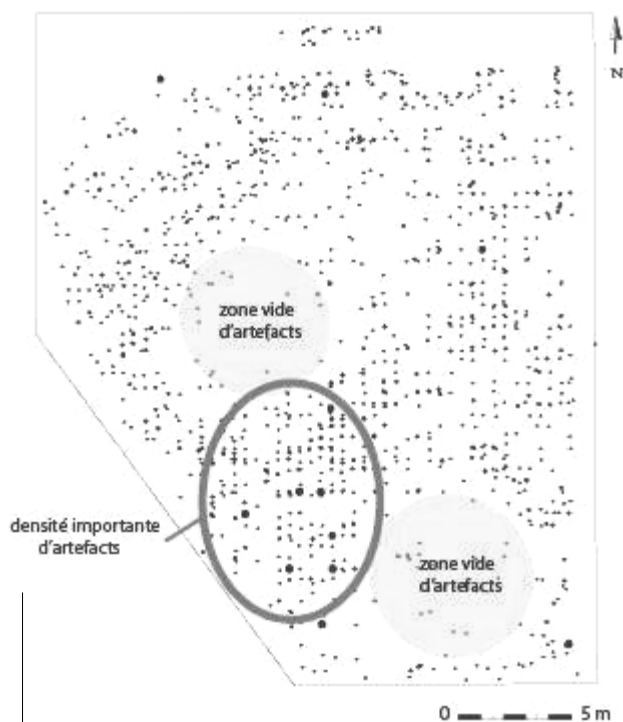 N
zone vide
d'artefacts
densité importante
d'artefacts
zone vide
d'artefacts
0
5 m